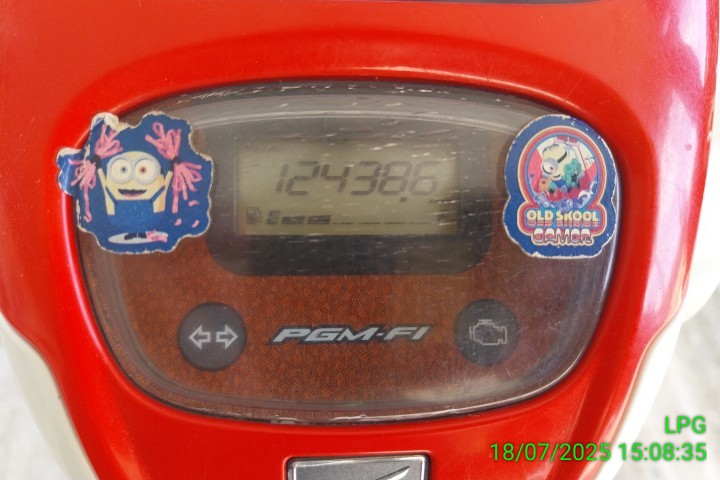 12438.6
E
OLD SKOOL
GAMER
PGM-FI
LPG
18/07/2025 15:08:35